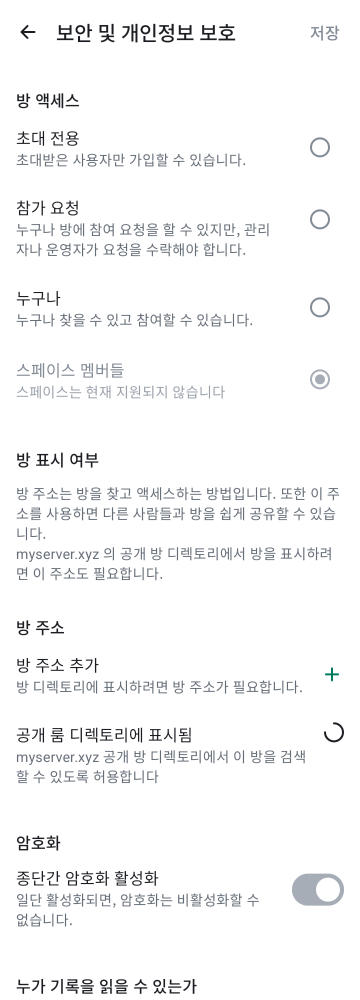 보안 및 개인정보 보호
저장
방 액세스
초대 전용
초대받은 사용자만 가입할 수 있습니다.
참가 요청
누구나 방에 참여 요청을 할 수 있지만, 관리
자나 운영자가 요청을 수락해야 합니다.
누구나
누구나 찾을 수 있고 참여할 수 있습니다.
스페이스 멤버들
스페이스는 현재 지원되지 않습니다
방 표시 여부
방 주소는 방을 찾고 액세스하는 방법입니다. 또한 이 주
소를 사용하면 다른 사람들과 방을 쉽게 공유할 수 있습
니다.
myserver.xyz 의 공개 방 디렉토리에서 방을 표시하려
면 이 주소도 필요합니다.
방 주소
방 주소 추가
방 디렉토리에 표시하려면 방 주소가 필요합니다.
공개 룸 디렉토리에 표시됨
myserver.xyz 공개 방 디렉토리에서 이 방을 검색
할 수 있도록 허용합니다
암호화
종단간 암호화 활성화
일단 활성화되면, 암호화는 비활성화할 수
없습니다.
누가 기록을 읽을 수 있는가